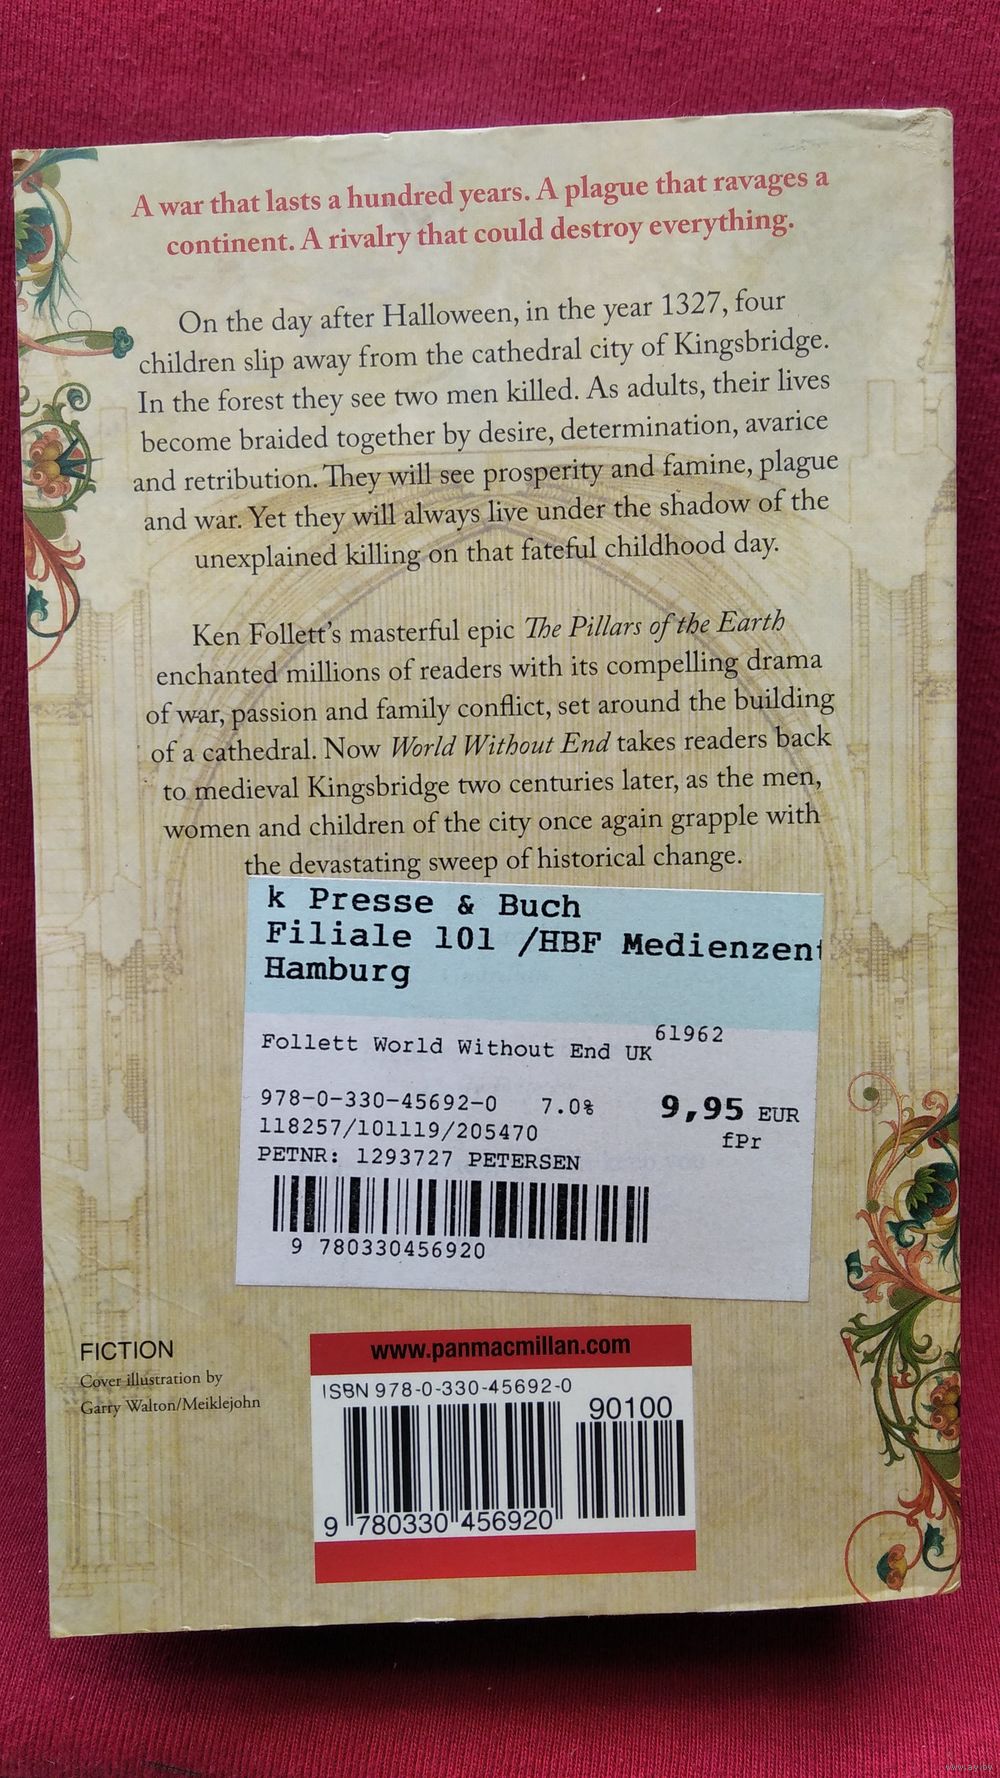 A war that lasts a hundred years. A plague that ravages a
continent. A rivalry that could destroy everything.
On the day after Halloween, in the year 1327, four
children slip away from the cathedral city of Kingsbridge.
In the forest they see two men killed. As adults, their lives
become braided together by desire, determination, avarice
and retribution. They will see prosperity and famine, plague
and war. Yet they will always live under the shadow of the
unexplained killing on that fateful childhood day.
Ken Follett's masterful epic The Pillars of the Earth
enchanted millions of readers with its compelling drama
of war, passion and family conflict, set around the building
of a cathedral. Now World Without End takes readers back
to medieval Kingsbridge two centuries later, as the men,
women and children of the city once again grapple with
the devastating sweep of historical change.
k Presse & Buch
Filiale 101 /HBF Medienzent
Hamburg
61962
Follett World Without End UK
978-0-330-45692-0 7.0% 9,95 EUR
118257/101119/205470 fPr
PETNR: 1293727 PETERSEN
9 780330456920
FICTION
Cover illustration by
Garry Walton/Meiklejohn
www.panmacmillan.com
ISBN 978-0-330-45692-0
90100
9 780330 456920
www.ay.by